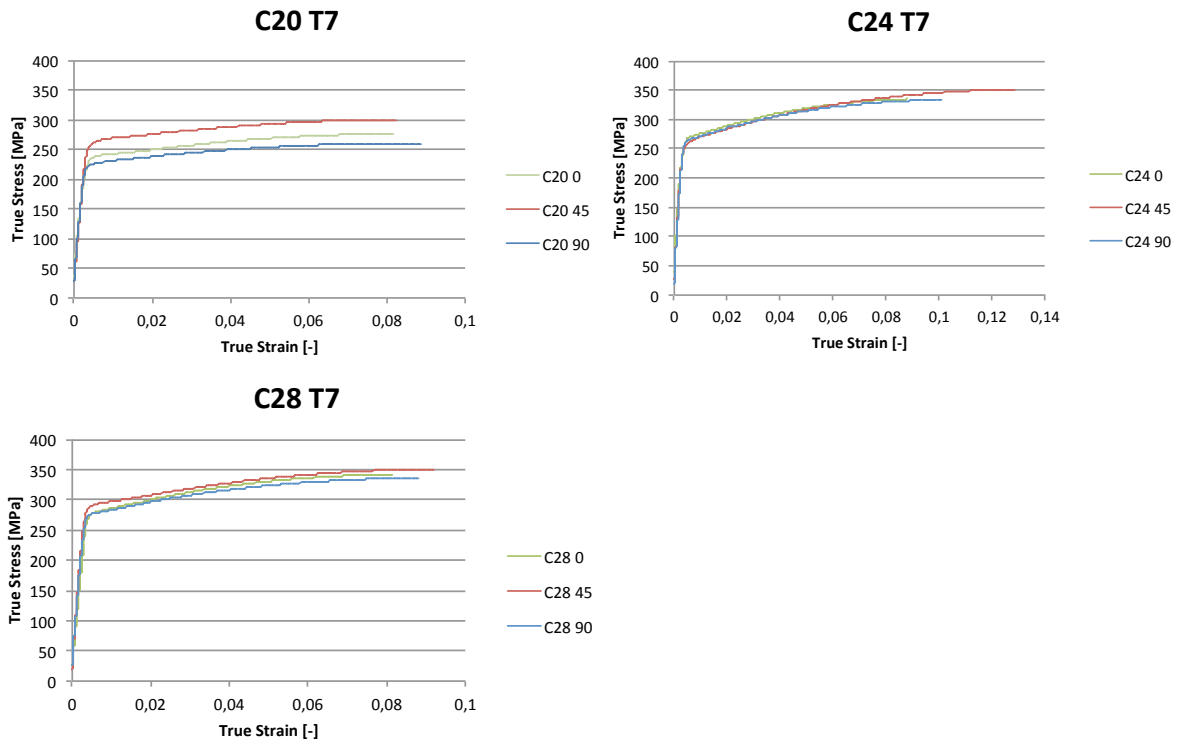 C20 T7
400
350
300
250
200
150
100
50
0
True Stress [MPa]
0 0,02 0,04 0,06 0,08 0,1
True Strain [-]
C20 0
C20 45
C20 90
C24 T7
400
350
300
250
200
150
100
50
0
True Stress [MPa]
0 0,02 0,04 0,06 0,08 0,1 0,12 0,14
True Strain [-]
C24 0
C24 45
C24 90
C28 T7
400
350
300
250
200
150
100
50
0
True Stress [MPa]
0 0,02 0,04 0,06 0,08 0,1
True Strain [-]
C28 0
C28 45
C28 90